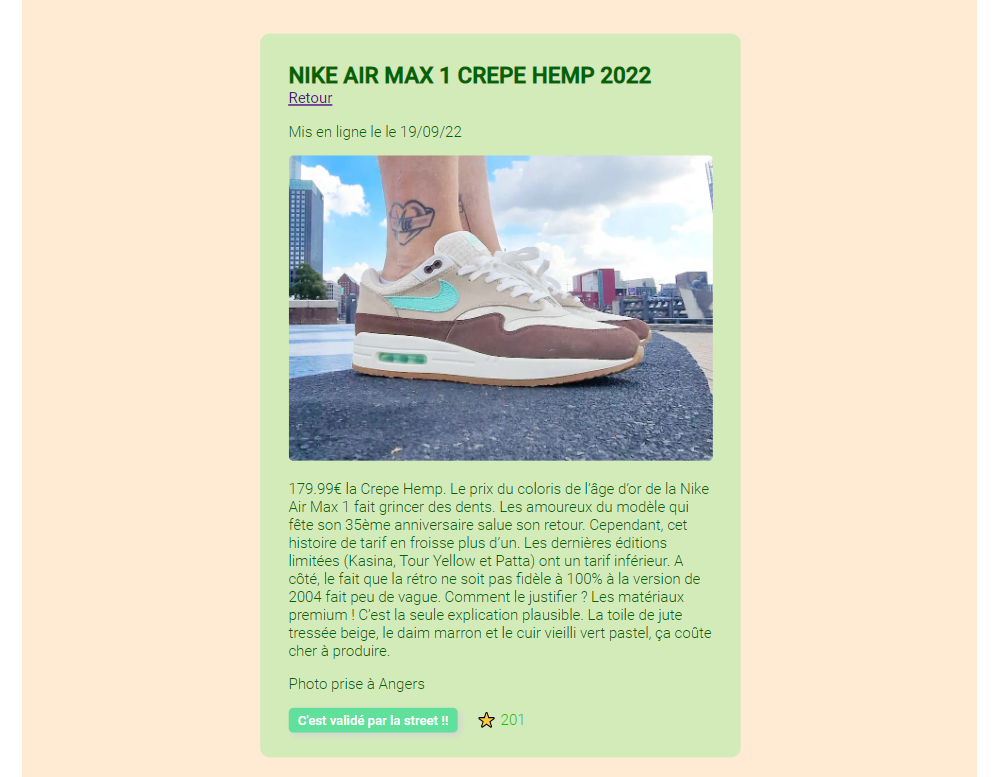 NIKE AIR MAX 1 CREPE HEMP 2022
Retour
Mis en ligne le le 19/09/22
179.99€ la Crepe Hemp. Le prix du coloris de l'âge d'or de la Nike
Air Max 1 fait grincer des dents. Les amoureux du modèle qui
fête son 35ème anniversaire salue son retour. Cependant, cet
histoire de tarif en froisse plus d'un. Les dernières éditions
limitées (Kasina, Tour Yellow et Patta) ont un tarif inférieur. A
côté, le fait que la rétro ne soit pas fidèle à 100% à la version de
2004 fait peu de vague. Comment le justifier ? Les matériaux
premium ! C'est la seule explication plausible. La toile de jute
tressée beige, le daim marron et le cuir vieilli vert pastel, ça coûte
cher à produire.
Photo prise à Angers
C'est validé par la street !! 201